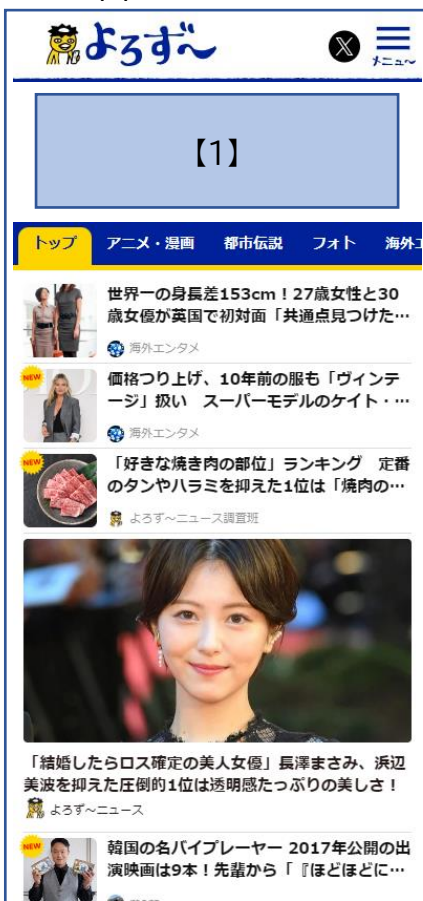 よろず〜
メニュ〜
【1】
トップ アニメ・漫画 都市伝説 フォト 海外エ
世界一の身長差153cm！27歳女性と30
歳女優が英国で初対面「共通点見つけた…
海外エンタメ
NEW
価格つり上げ、10年前の服も「ヴィンテ
ージ」扱い　スーパーモデルのケイト・…
海外エンタメ
NEW
「好きな焼き肉の部位」ランキング　定番
のタンやハラミを抑えた1位は「焼肉の…
よろず〜ニュース調査班
「結婚したらロス確定の美人女優」長澤まさみ、浜辺
美波を抑えた圧倒的1位は透明感たっぷりの美しさ！
よろず〜ニュース
NEW
韓国の名バイプレーヤー 2017年公開の出
演映画は9本！先輩から「『ほどほどに…